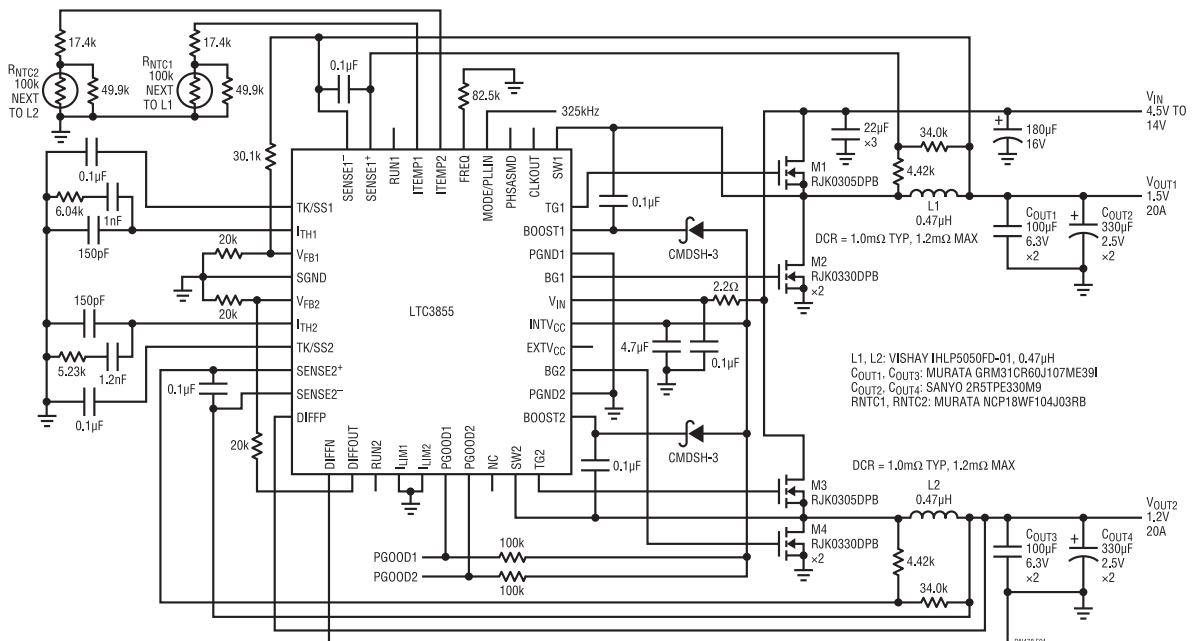 17.4k
17.4k
RNTC2
100k
NEXT
TO L2
49.9k
RNTC1
100k
NEXT
TO L1
49.9k
0.1µF
82.5k
325kHz
30.1k
SENSE1–
SENSE1+
RUN1
ITEMP1
ITEMP2
FREQ
MODE/PLLIN
PHSASMD
CLKOUT
SW1
22µF
×3
34.0k
4.42k
+
180µF
16V
VIN
4.5V TO
14V
M1
RJK0305DPB
0.1µF
6.04k
1nF
150pF
TK/SS1
ITH1
VFB1
SGND
VFB2
ITH2
TK/SS2
SENSE2+
SENSE2–
DIFFP
20k
20k
150pF
5.23k
1.2nF
0.1µF
0.1µF
20k
LTC3855
TG1
BOOST1
PGND1
BG1
VIN
INTVCC
EXTVCC
BG2
PGND2
BOOST2
0.1µF
CMDSH-3
L1
0.47µH
DCR = 1.0mΩ TYP, 1.2mΩ MAX
VOUT1
1.5V
20A
COUT1
100µF
6.3V
×2
+
COUT2
330µF
2.5V
×2
M2
RJK0330DPB
×2
2.2Ω
4.7µF
0.1µF
L1, L2: VISHAY IHLP5050FD-01, 0.47µH
COUT1, COUT3: MURATA GRM31CR60J107ME39l
COUT2, COUT4: SANYO 2R5TPE330M9
RNTC1, RNTC2: MURATA NCP18WF104J03RB
DIFFN
DIFFOUT
RUN2
ILIM1
ILIM2
PGOOD1
PGOOD2
NC
SW2
TG2
0.1µF
CMDSH-3
DCR = 1.0mΩ TYP, 1.2mΩ MAX
M3
RJK0305DPB
L2
0.47µH
VOUT2
1.2V
20A
M4
RJK0330DPB
×2
4.42k
34.0k
COUT3
100µF
6.3V
×2
+
COUT4
330µF
2.5V
×2
PGOOD1
100k
PGOOD2
100k